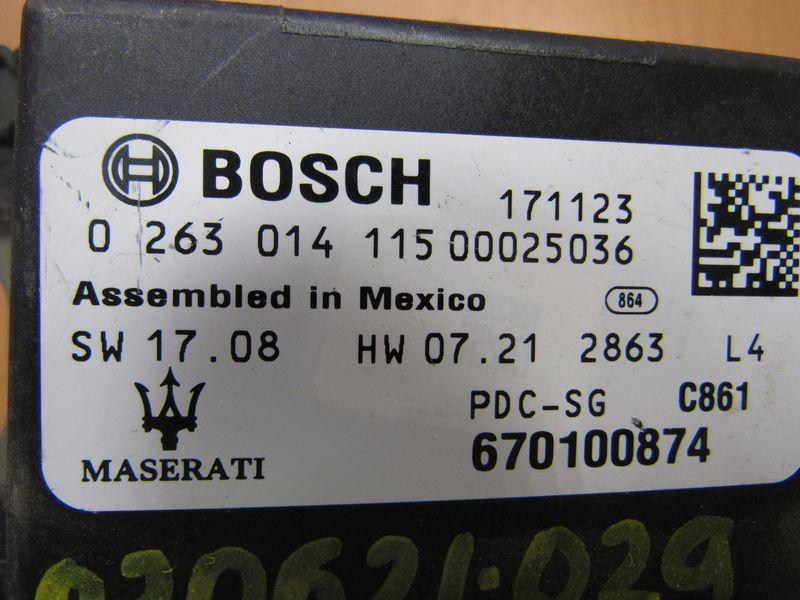 BOSCH 171123
0 263 014 115 00025036
Assembled in Mexico 864
SW 17.08 HW 07.21 2863 L4
PDC-SG C861
MASERATI 670100874
030621.029